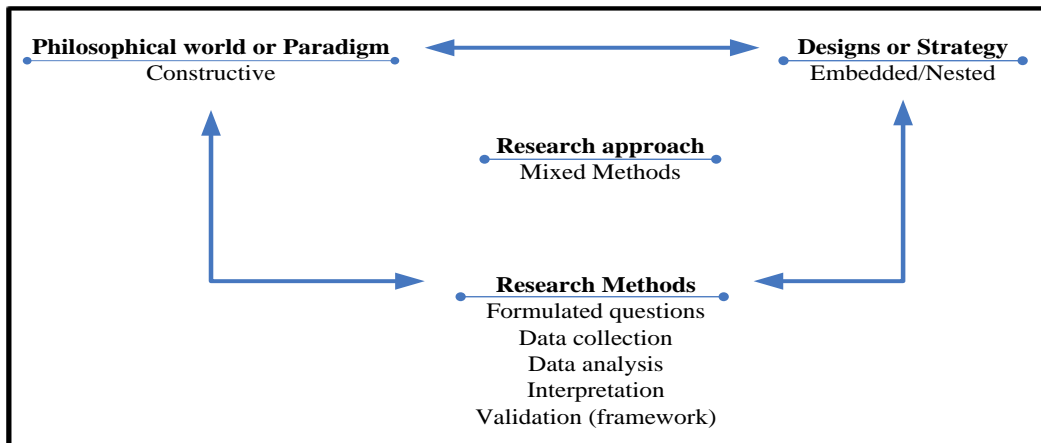 Philosophical world or Paradigm
Constructive
Designs or Strategy
Embedded/Nested
Research approach
Mixed Methods
Research Methods
Formulated questions
Data collection
Data analysis
Interpretation
Validation (framework)